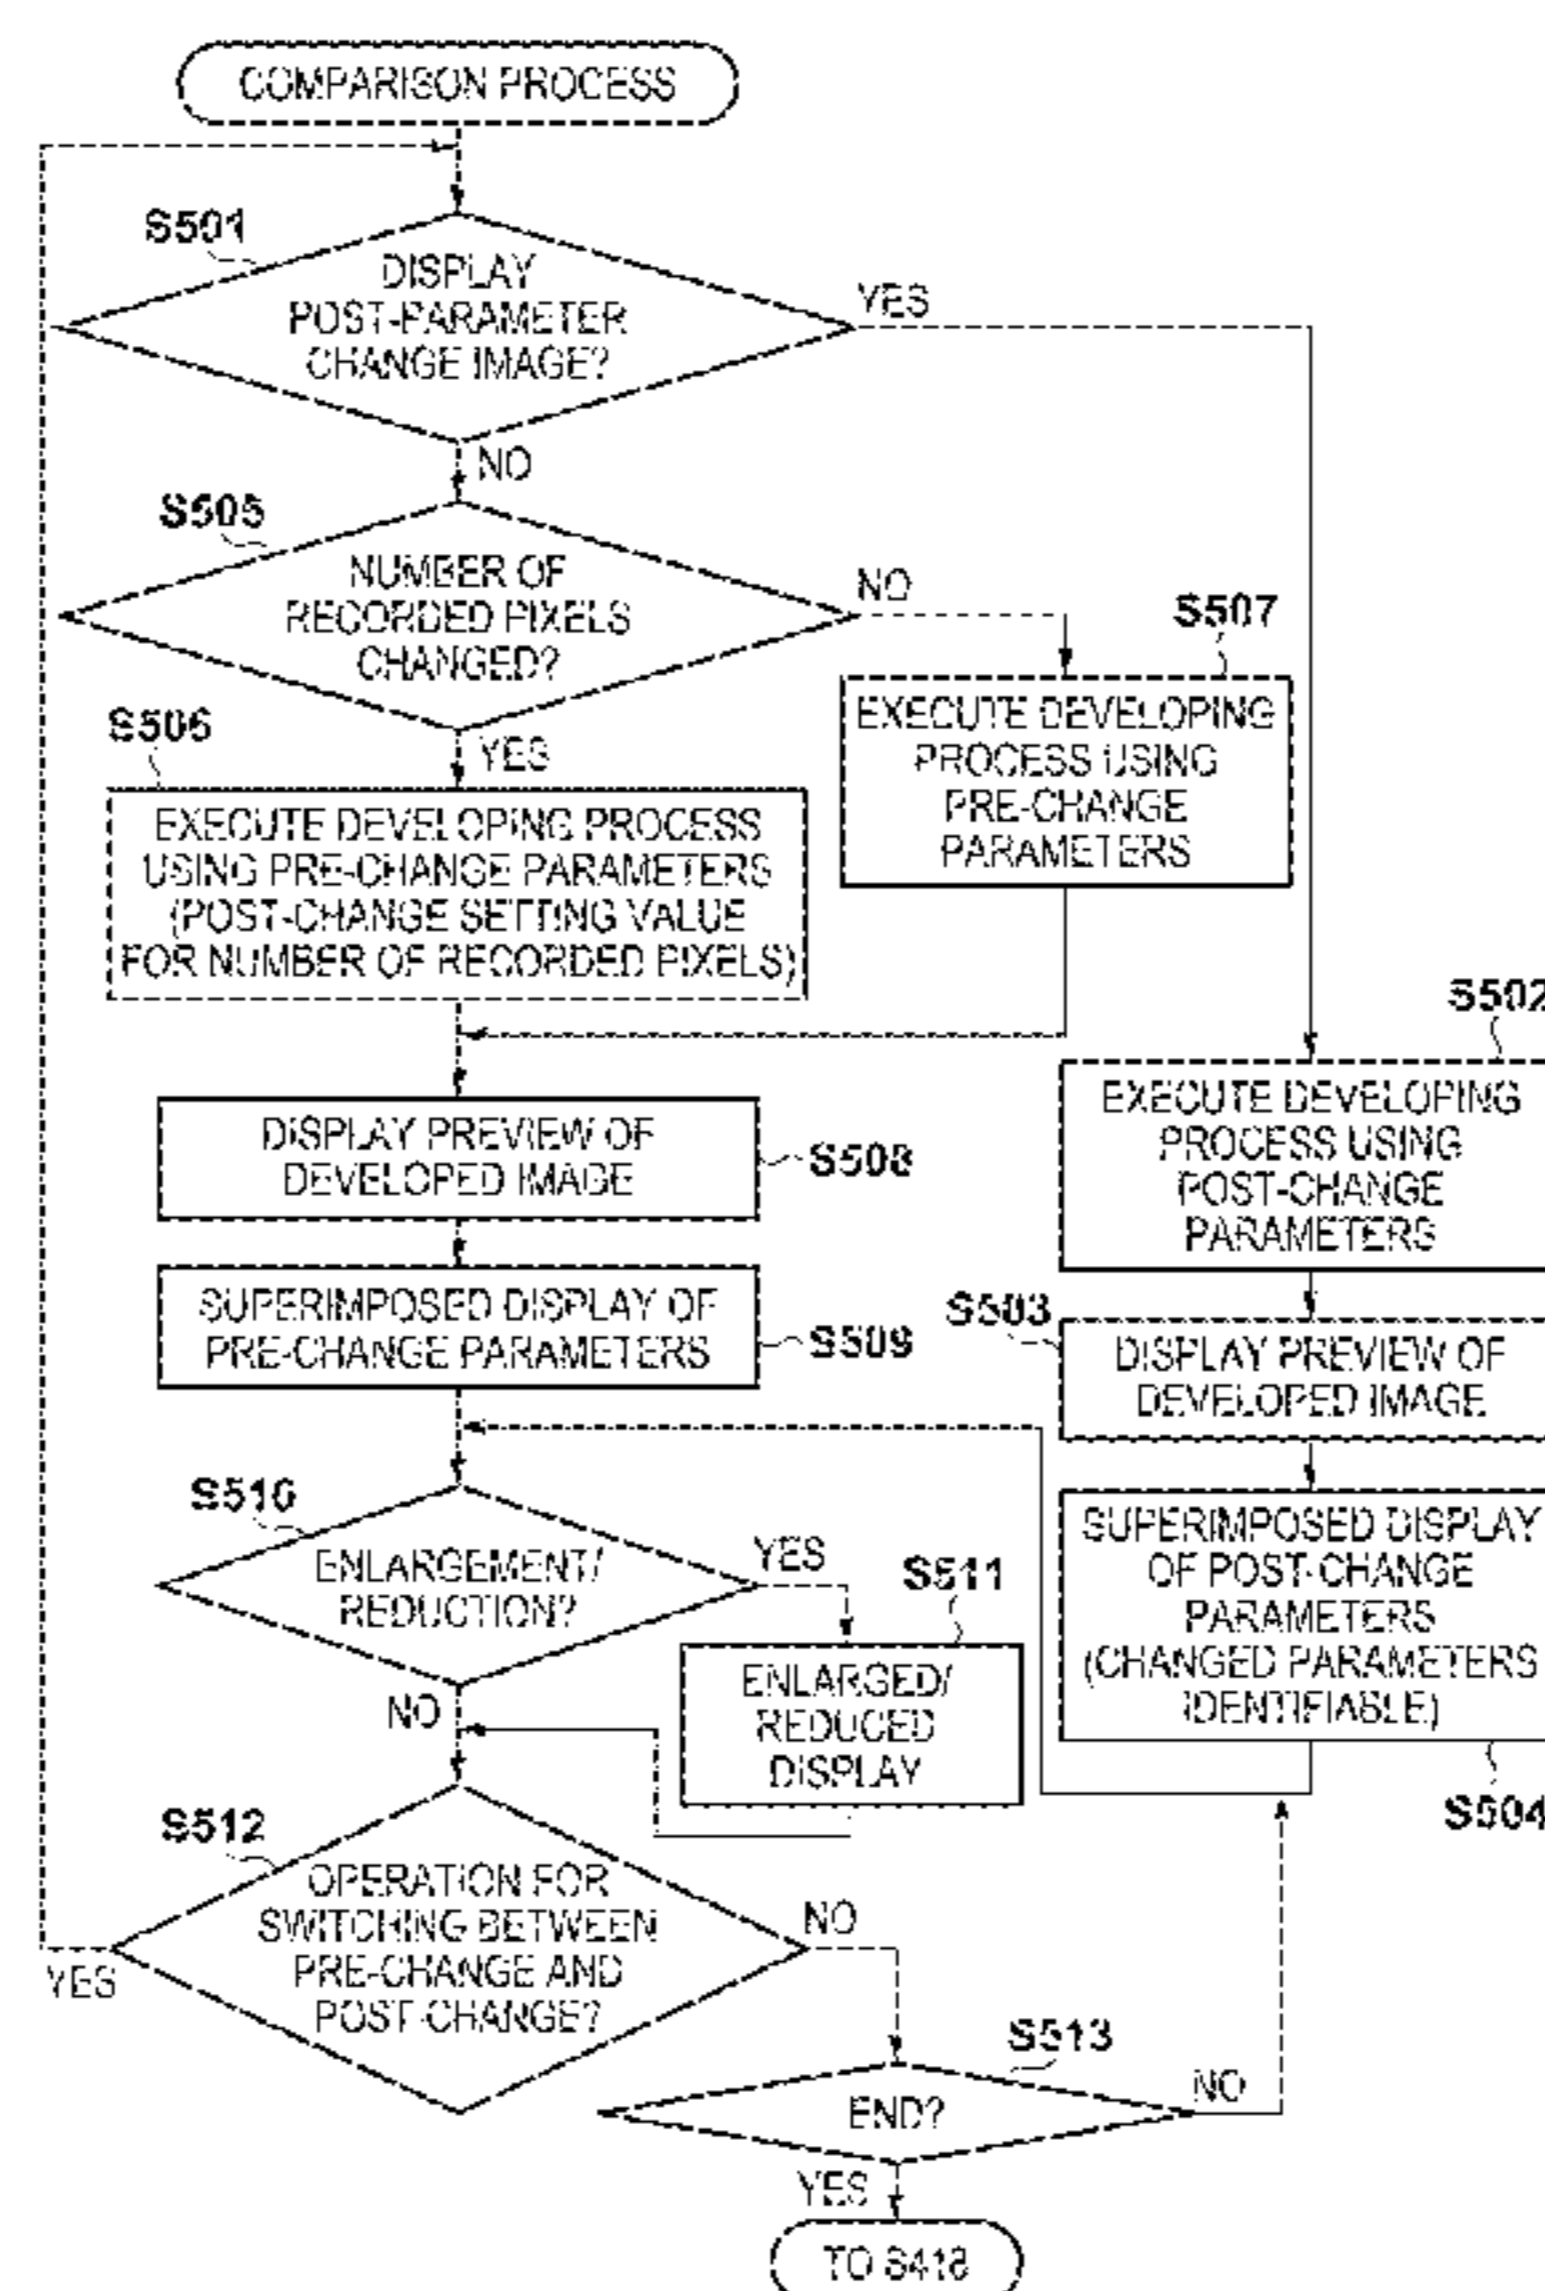 COMPARISON PROCESS
S501
DISPLAY
POST-PARAMETER
CHANGE IMAGE?
YES
NO
S505
NUMBER OF
RECORDED PIXELS
CHANGED?
NO
S507
EXECUTE DEVELOPING
PROCESS USING
PRE-CHANGE
PARAMETERS
S506
YES
EXECUTE DEVELOPING PROCESS
USING PRE-CHANGE PARAMETERS
(POST-CHANGE SETTING VALUE
FOR NUMBER OF RECORDED PIXELS)
S502
EXECUTE DEVELOPING
PROCESS USING
POST-CHANGE
PARAMETERS
DISPLAY PREVIEW OF
DEVELOPED IMAGE
S508
S503
DISPLAY PREVIEW OF
DEVELOPED IMAGE
SUPERIMPOSED DISPLAY OF
PRE-CHANGE PARAMETERS
S509
SUPERIMPOSED DISPLAY
OF POST-CHANGE
PARAMETERS
(CHANGED PARAMETERS
IDENTIFIABLE)
S504
S510
ENLARGEMENT/
REDUCTION?
YES
S511
ENLARGED/
REDUCED
DISPLAY
NO
S512
OPERATION FOR
SWITCHING BETWEEN
PRE-CHANGE AND
POST-CHANGE?
YES
NO
S513
END?
NO
YES
TO S418